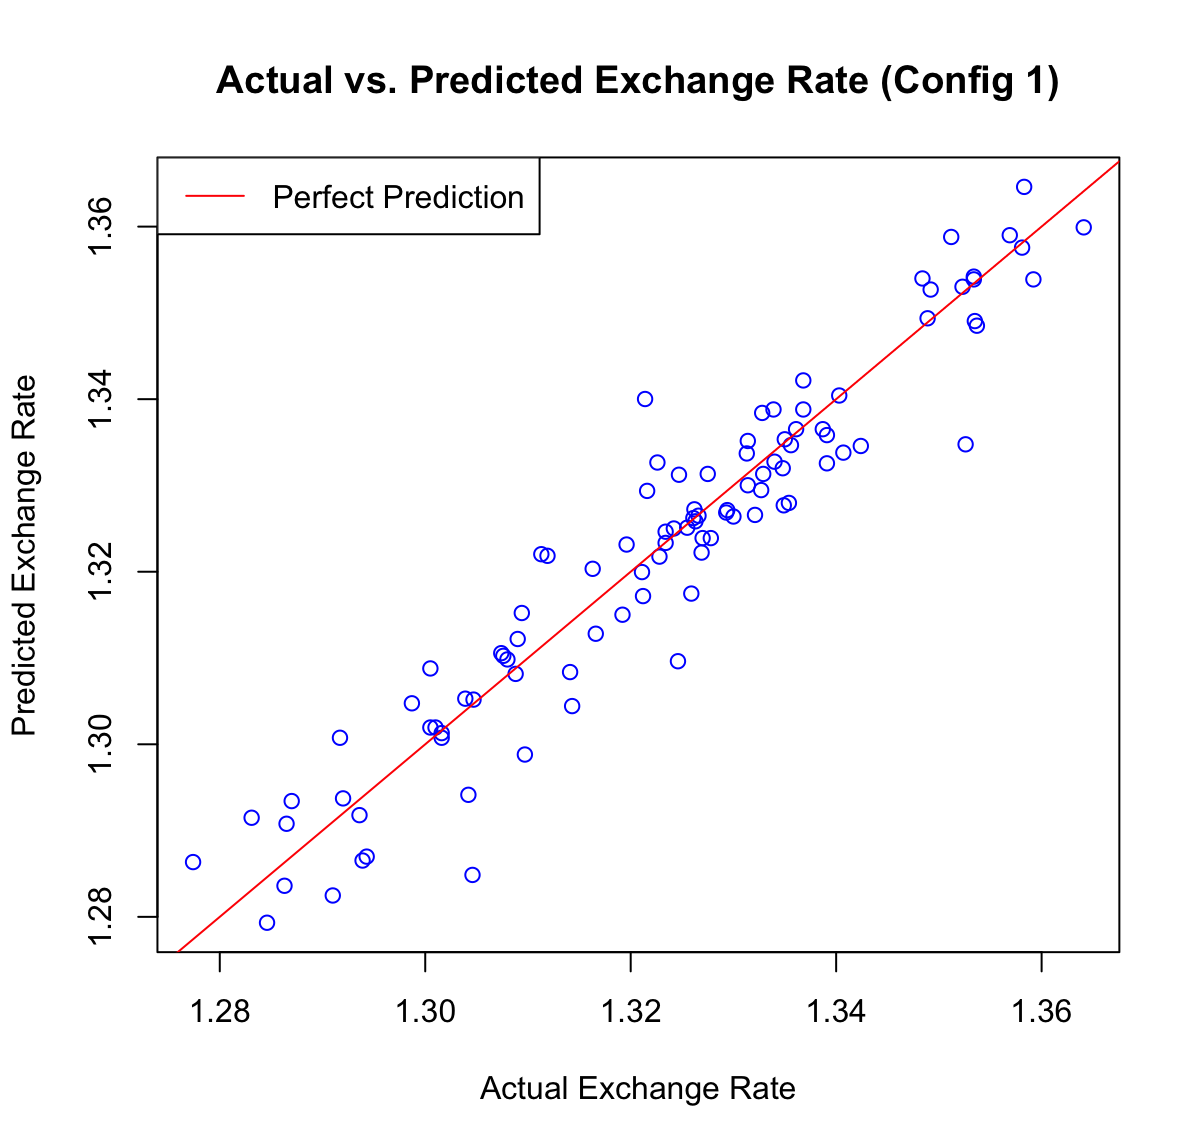 Actual vs. Predicted Exchange Rate (Config 1)
Perfect Prediction
Predicted Exchange Rate
1.36
1.34
1.32
1.30
1.28
1.28 1.30 1.32 1.34 1.36
Actual Exchange Rate